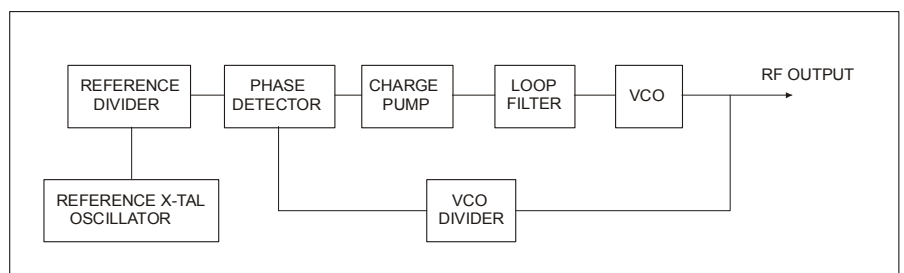 RF OUTPUT
REFERENCE
DIVIDER
PHASE
DETECTOR
CHARGE
PUMP
LOOP
FILTER
VCO
REFERENCE X-TAL
OSCILLATOR
VCO
DIVIDER